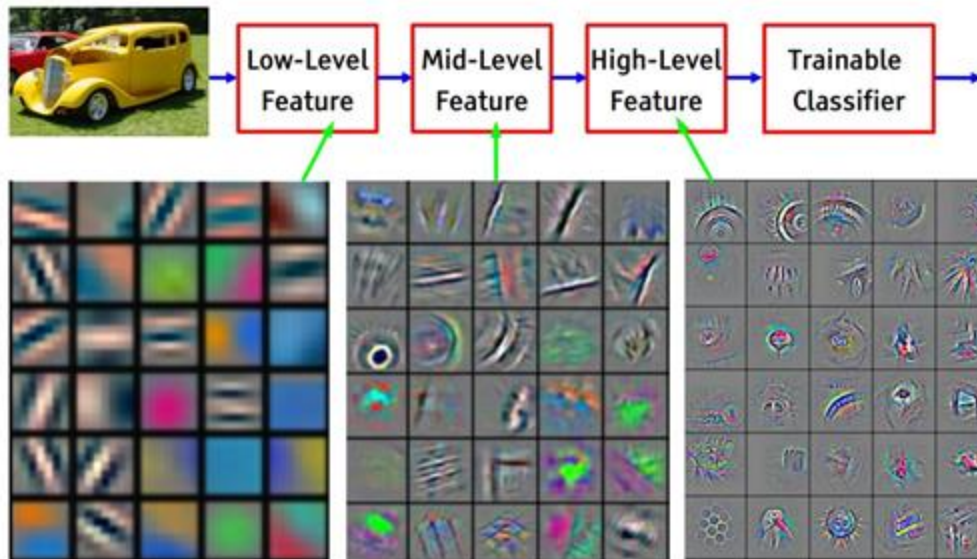 Low-Level
Feature
Mid-Level
Feature
High-Level
Feature
Trainable
Classifier